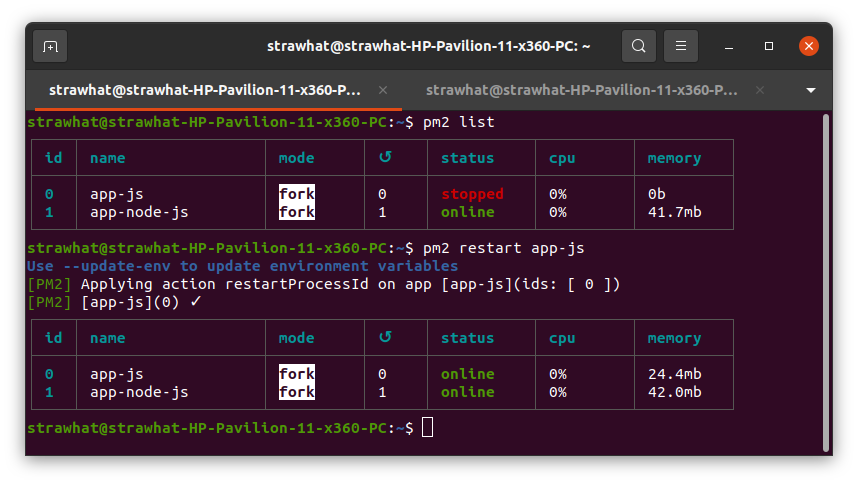 strawhat@strawhat-HP-Pavilion-11-x360-PC: ~
strawhat@strawhat-HP-Pavilion-11-x360-P... × strawhat@strawhat-HP-Pavilion-11-x360-P... ×
strawhat@strawhat-HP-Pavilion-11-x360-PC:~$ pm2 list
id name mode ↺ status cpu memory
0 app-js fork 0 stopped 0% 0b
1 app-node-js fork 1 online 0% 41.7mb
strawhat@strawhat-HP-Pavilion-11-x360-PC:~$ pm2 restart app-js
Use --update-env to update environment variables
[PM2] Applying action restartProcessId on app [app-js](ids: [ 0 ])
[PM2] [app-js](0) ✓
id name mode ↺ status cpu memory
0 app-js fork 0 online 0% 24.4mb
1 app-node-js fork 1 online 0% 42.0mb
strawhat@strawhat-HP-Pavilion-11-x360-PC:~$